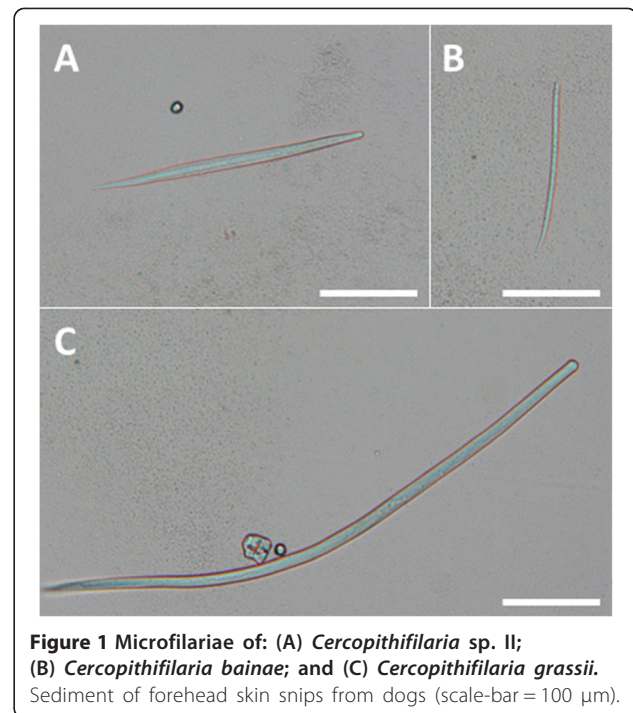 A
B
C
Figure 1 Microfilariae of: (A) Cercopithifilaria sp. II;
(B) Cercopithifilaria bainae; and (C) Cercopithifilaria grassii.
Sediment of forehead skin snips from dogs (scale-bar = 100 μm).